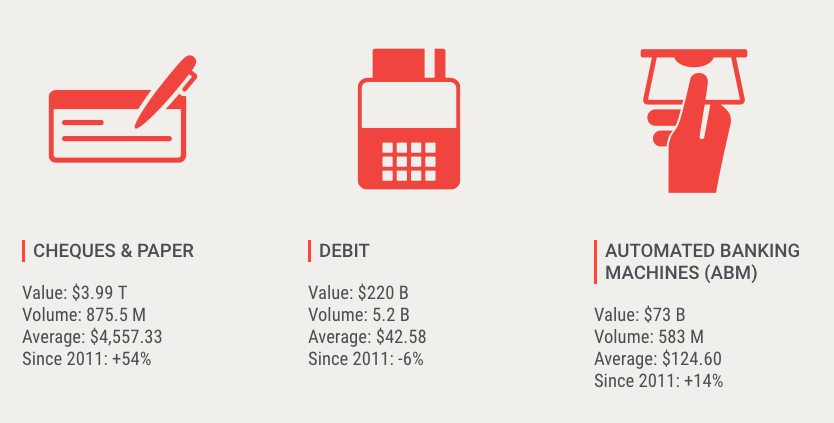 CHEQUES & PAPER
Value: $3.99 T
Volume: 875.5 M
Average: $4,557.33
Since 2011: +54%
DEBIT
Value: $220 B
Volume: 5.2 B
Average: $42.58
Since 2011: -6%
AUTOMATED BANKING
MACHINES (ABM)
Value: $73 B
Volume: 583 M
Average: $124.60
Since 2011: +14%